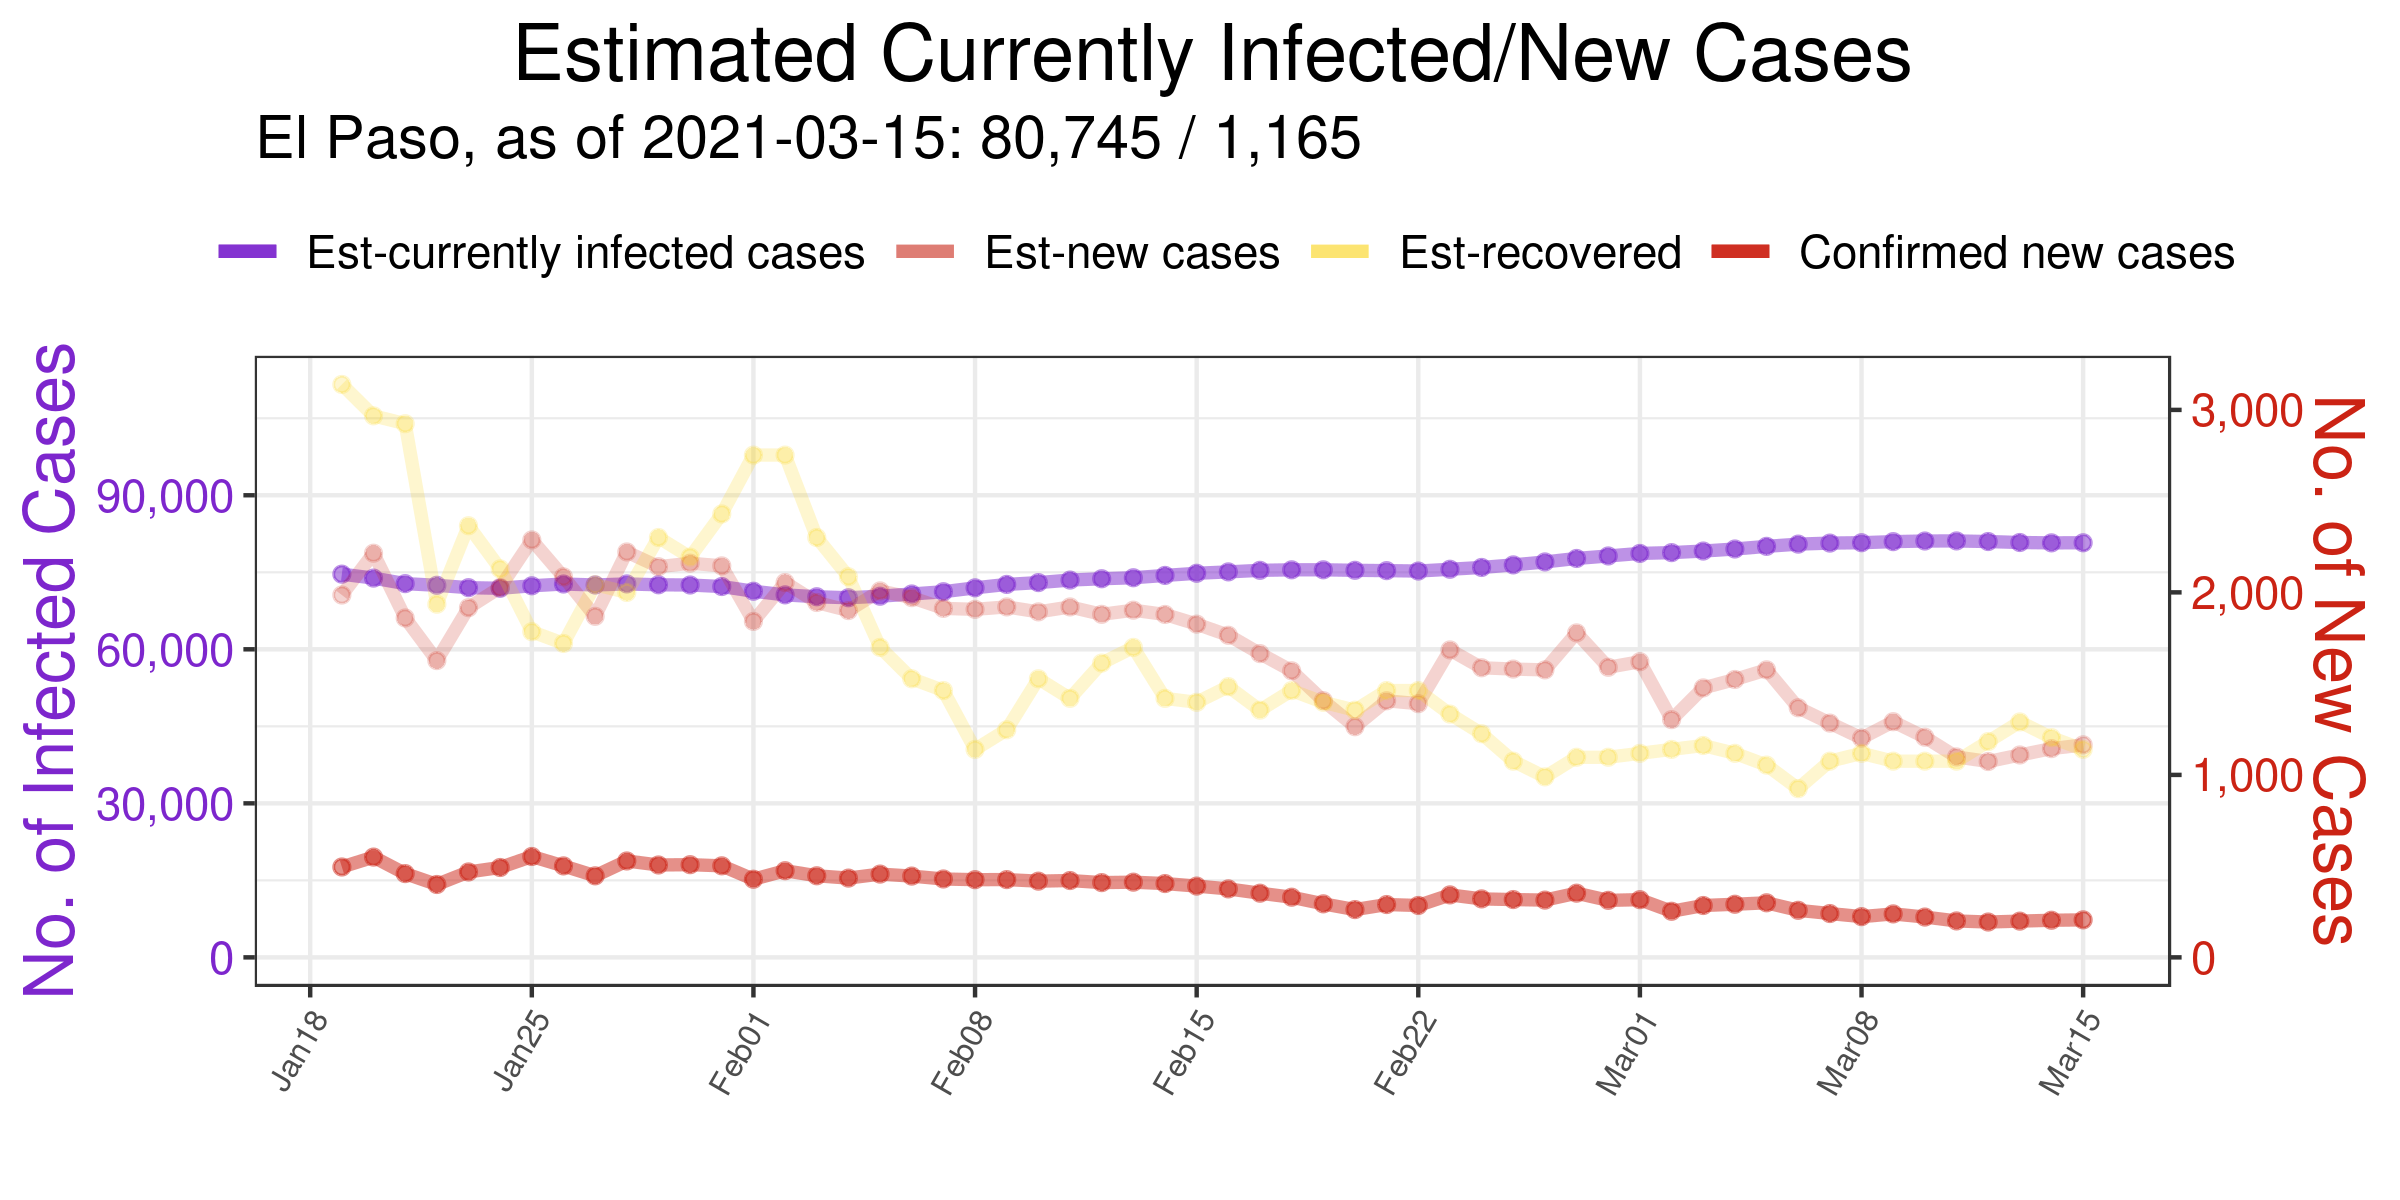 Estimated Currently Infected/New Cases
El Paso, as of 2021-03-15: 80,745 / 1,165
Est-currently infected cases Est-new cases Est-recovered Confirmed new cases
No. of Infected Cases
90,000
60,000
30,000
0
3,000
2,000
1,000
0
No. of New Cases
Jan18 Jan25 Feb01 Feb08 Feb15 Feb22 Mar01 Mar08 Mar15